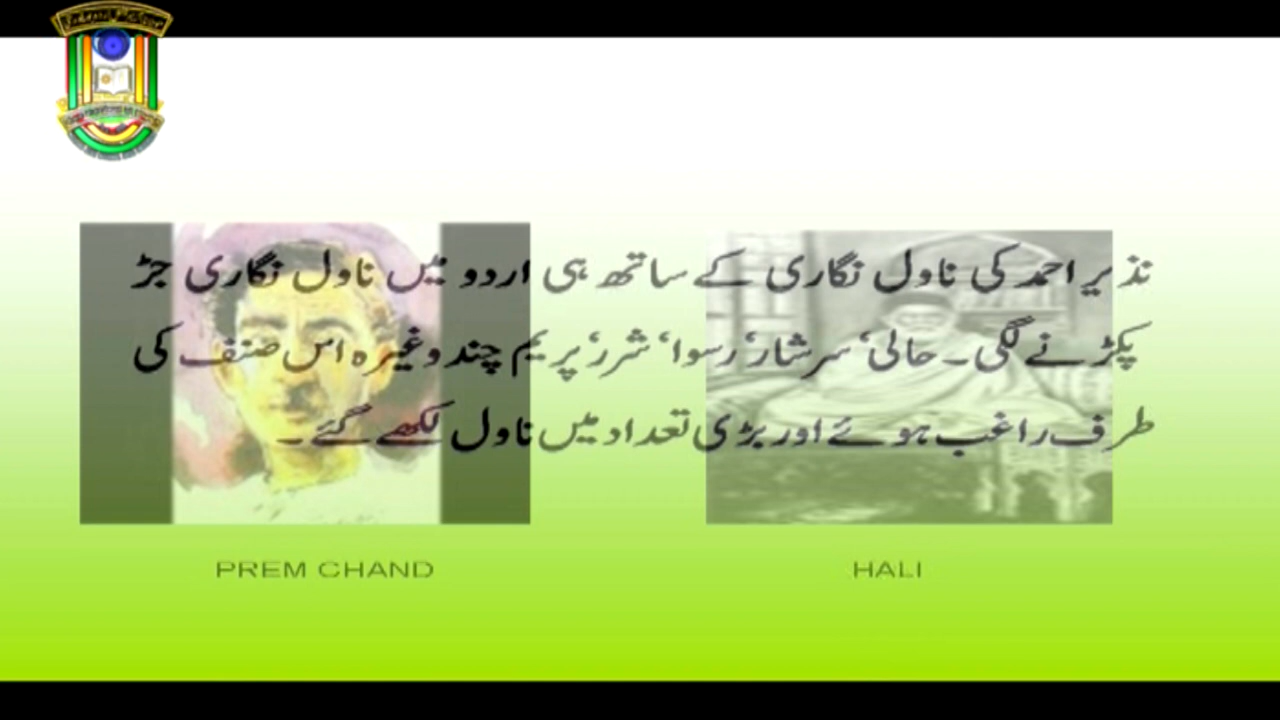 نذیر احمد کی ناول نگاری کے ساتھ ہی اردو میں ناول نگاری جڑ
پکڑنے لگی۔ حالی، سرشار، رسوا، شرر، پریم چند وغیرہ اس صنف کی
طرف راغب ہوئے اور بڑی تعداد میں ناول لکھے گئے۔
PREM CHAND
HALI